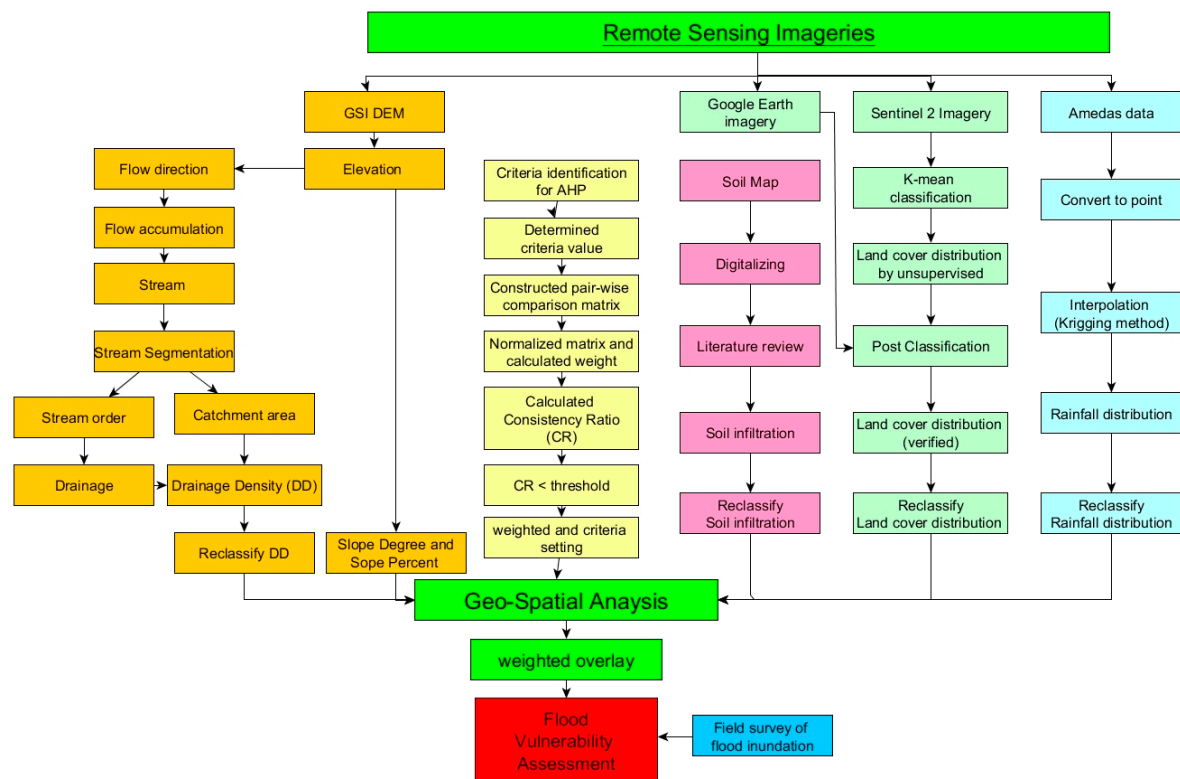 Remote Sensing Imageries
GSI DEM
Google Earth
imagery
Sentinel 2 Imagery
Amedas data
Flow direction
Elevation
Criteria identification
for AHP
Soil Map
K-mean
classification
Convert to point
Flow accumulation
Determined
criteria value
Digitalizing
Land cover distribution
by unsupervised
Stream
Constructed pair-wise
comparison matrix
Interpolation
(Krigging method)
Stream Segmentation
Normalized matrix and
calculated weight
Literature review
Post Classification
Stream order
Catchment area
Calculated
Consistency Ratio
(CR)
Soil infiltration
Land cover distribution
(verified)
Rainfall distribution
Drainage
Drainage Density (DD)
CR < threshold
Reclassify
Soil infiltration
Reclassify
Land cover distribution
Reclassify
Rainfall distribution
Reclassify DD
Slope Degree and
Sope Percent
weighted and criteria
setting
Geo-Spatial Anaysis
weighted overlay
Flood
Vulnerability
Assessment
Field survey of
flood inundation